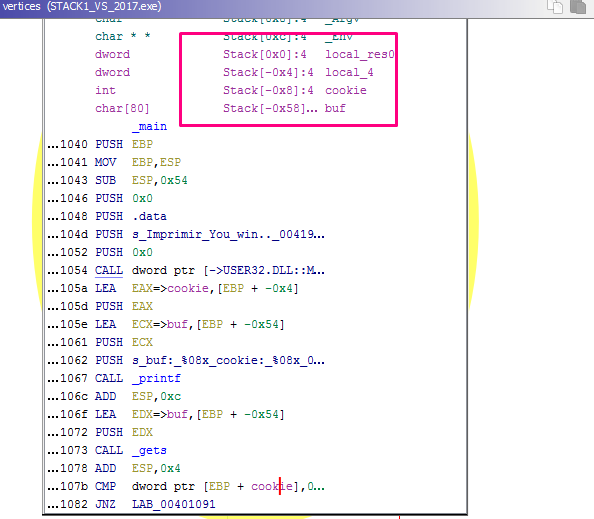 vertices (STACK1_VS_2017.exe)
char Stack[0x8]:4 _Argv
char * * Stack[0xc]:4 _Env
dword Stack[0x0]:4 local_res0
dword Stack[-0x4]:4 local_4
int Stack[-0x8]:4 cookie
char[80] Stack[-0x58]... buf
_main
...1040 PUSH EBP
...1041 MOV EBP,ESP
...1043 SUB ESP,0x54
...1046 PUSH 0x0
...1048 PUSH .data
...104d PUSH s_Imprimir_You_win.._00419...
...1052 PUSH 0x0
...1054 CALL dword ptr [->USER32.DLL::M...
...105a LEA EAX=>cookie,[EBP + -0x4]
...105d PUSH EAX
...105e LEA ECX=>buf,[EBP + -0x54]
...1061 PUSH ECX
...1062 PUSH s_buf:_%08x_cookie:_%08x_0...
...1067 CALL _printf
...106c ADD ESP,0xc
...106f LEA EDX=>buf,[EBP + -0x54]
...1072 PUSH EDX
...1073 CALL _gets
...1078 ADD ESP,0x4
...107b CMP dword ptr [EBP + cookie],0...
...1082 JNZ LAB_00401091